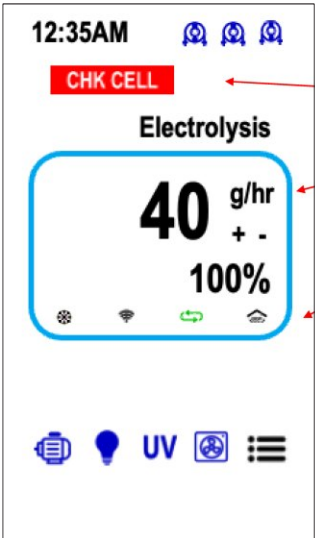 12:35AM
CHK CELL
Electrolysis
40 g/hr
+ -
100%
UV